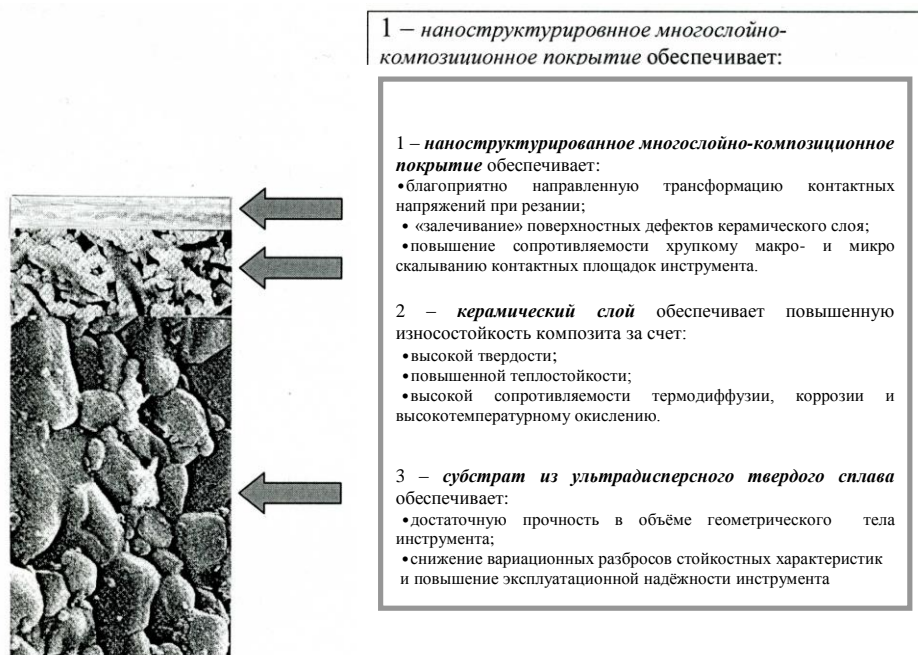 1 – наноструктуривнное многослойно-
композиционное покрытие обеспечивает:
1 – наноструктурированное многослойно-композиционное
покрытие обеспечивает:
•благоприятно направленную трансформацию контактных
напряжений при резании;
• «залечивание» поверхностных дефектов керамического слоя;
•повышение сопротивляемости хрупкому макро- и микро
скалыванию контактных площадок инструмента.
2 – керамический слой обеспечивает повышенную
износостойкость композита за счет:
•высокой твердости;
•повышенной теплостойкости;
•высокой сопротивляемости термодиффузии, коррозии и
высокотемпературному окислению.
3 – субстрат из ультрадисперсного твердого сплава
обеспечивает:
•достаточную прочность в объёме геометрического тела
инструмента;
•снижение вариационных разбросов стойкостных характеристик
и повышение эксплуатационной надёжности инструмента